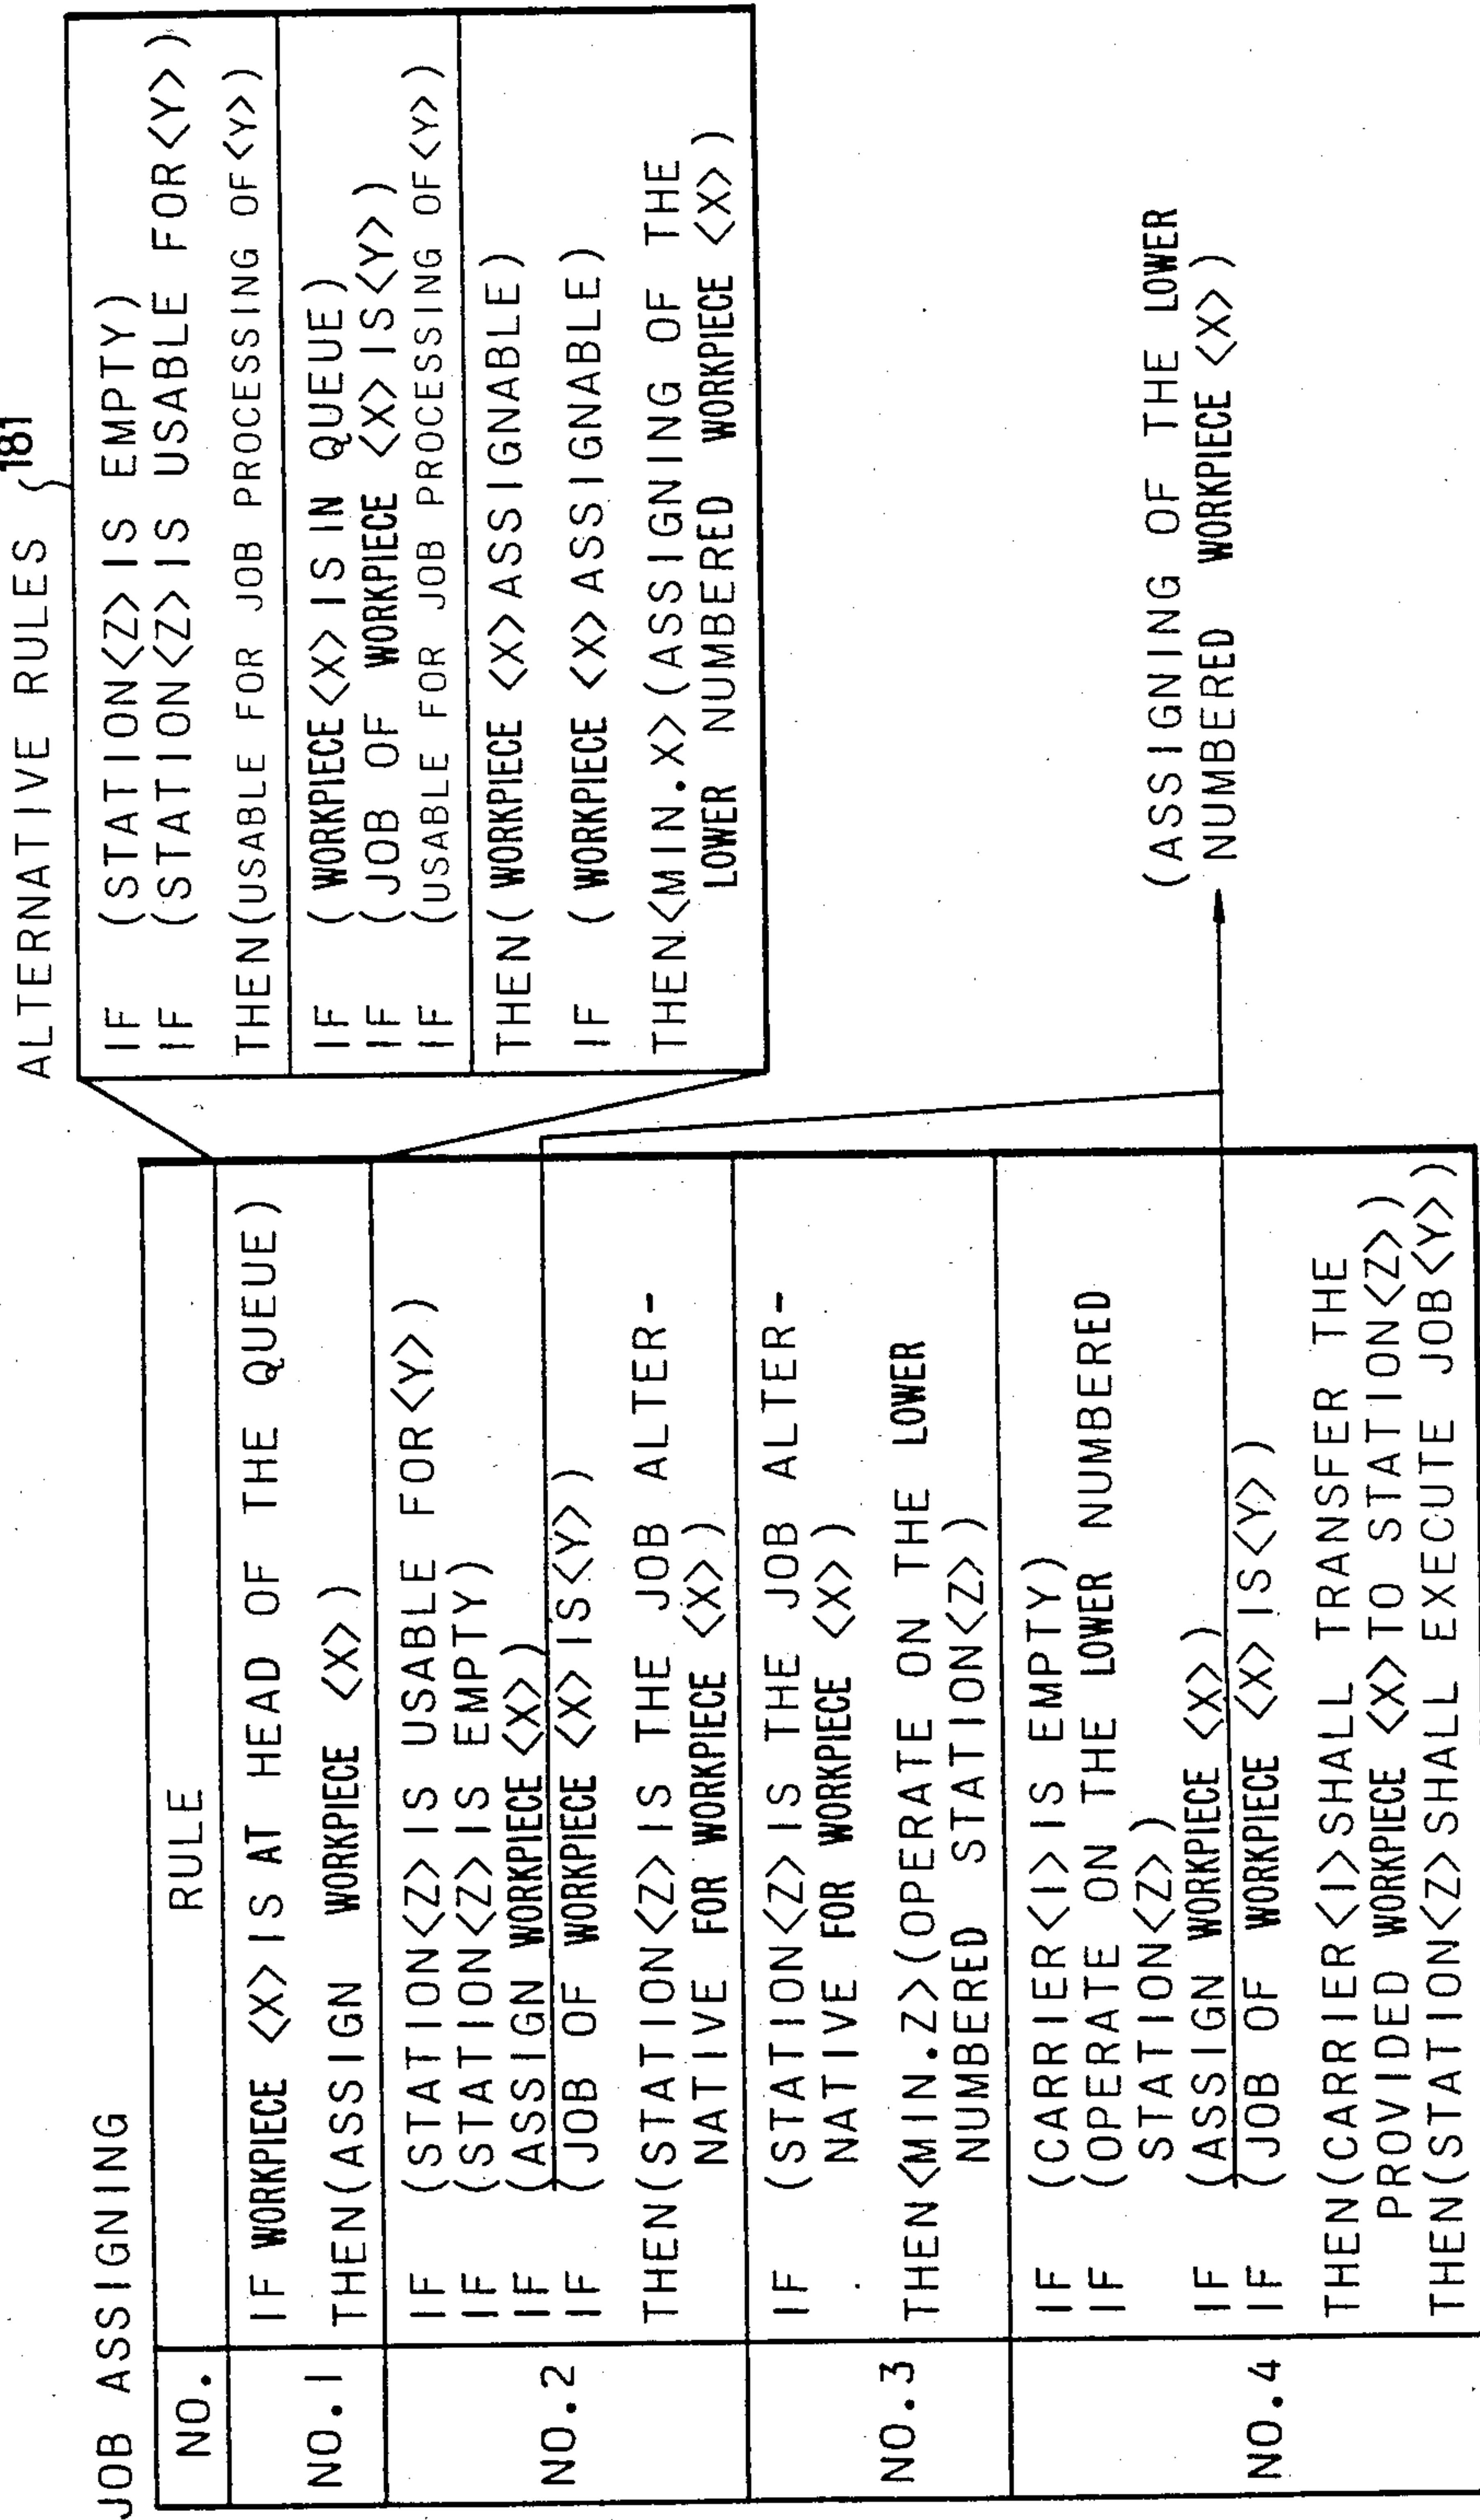 JOB ASSIGNING
NO.
RULE
NO.1
IF WORKPIECE <X> IS AT HEAD OF THE QUEUE)
THEN(ASSIGN WORKPIECE <X>)
NO.2
IF (STATION<Z> IS USABLE FOR<Y>)
IF (STATION<Z> IS EMPTY)
IF (ASSIGN WORKPIECE <X>)
IF (JOB OF WORKPIECE <X> IS<Y>)
THEN(STATION<Z> IS THE JOB ALTER-
NATIVE FOR WORKPIECE <X>)
NO.3
IF (STATION<Z> IS THE JOB ALTER-
NATIVE FOR WORKPIECE <X>)
THEN<MIN.Z>(OPERATE ON THE LOWER
NUMBERED STATION<Z>)
NO.4
IF (CARRIER<I> IS EMPTY)
IF (OPERATE ON THE LOWER NUMBERED
STATION<Z>)
IF (ASSIGN WORKPIECE <X>)
IF (JOB OF WORKPIECE <X> IS<Y>)
THEN(CARRIER<I>SHALL TRANSFER THE
PROVIDED WORKPIECE <X> TO STATION<Z>)
THEN(STATION<Z>SHALL EXECUTE JOB<Y>)
ALTERNATIVE RULES 181
IF (STATION<Z> IS EMPTY)
IF (STATION<Z> IS USABLE FOR<Y>)
THEN(USABLE FOR JOB PROCESSING OF<Y>)
IF (WORKPIECE<X> IS IN QUEUE)
IF (JOB OF WORKPIECE <X> IS<Y>)
IF (USABLE FOR JOB PROCESSING OF<Y>)
THEN( WORKPIECE <X>ASSIGNABLE)
IF ( WORKPIECE <X>ASSIGNABLE)
THEN<MIN.X>(ASSIGNING OF THE
LOWER NUMBERED WORKPIECE <X>)
(ASSIGNING OF THE LOWER
NUMBERED WORKPIECE <X>)